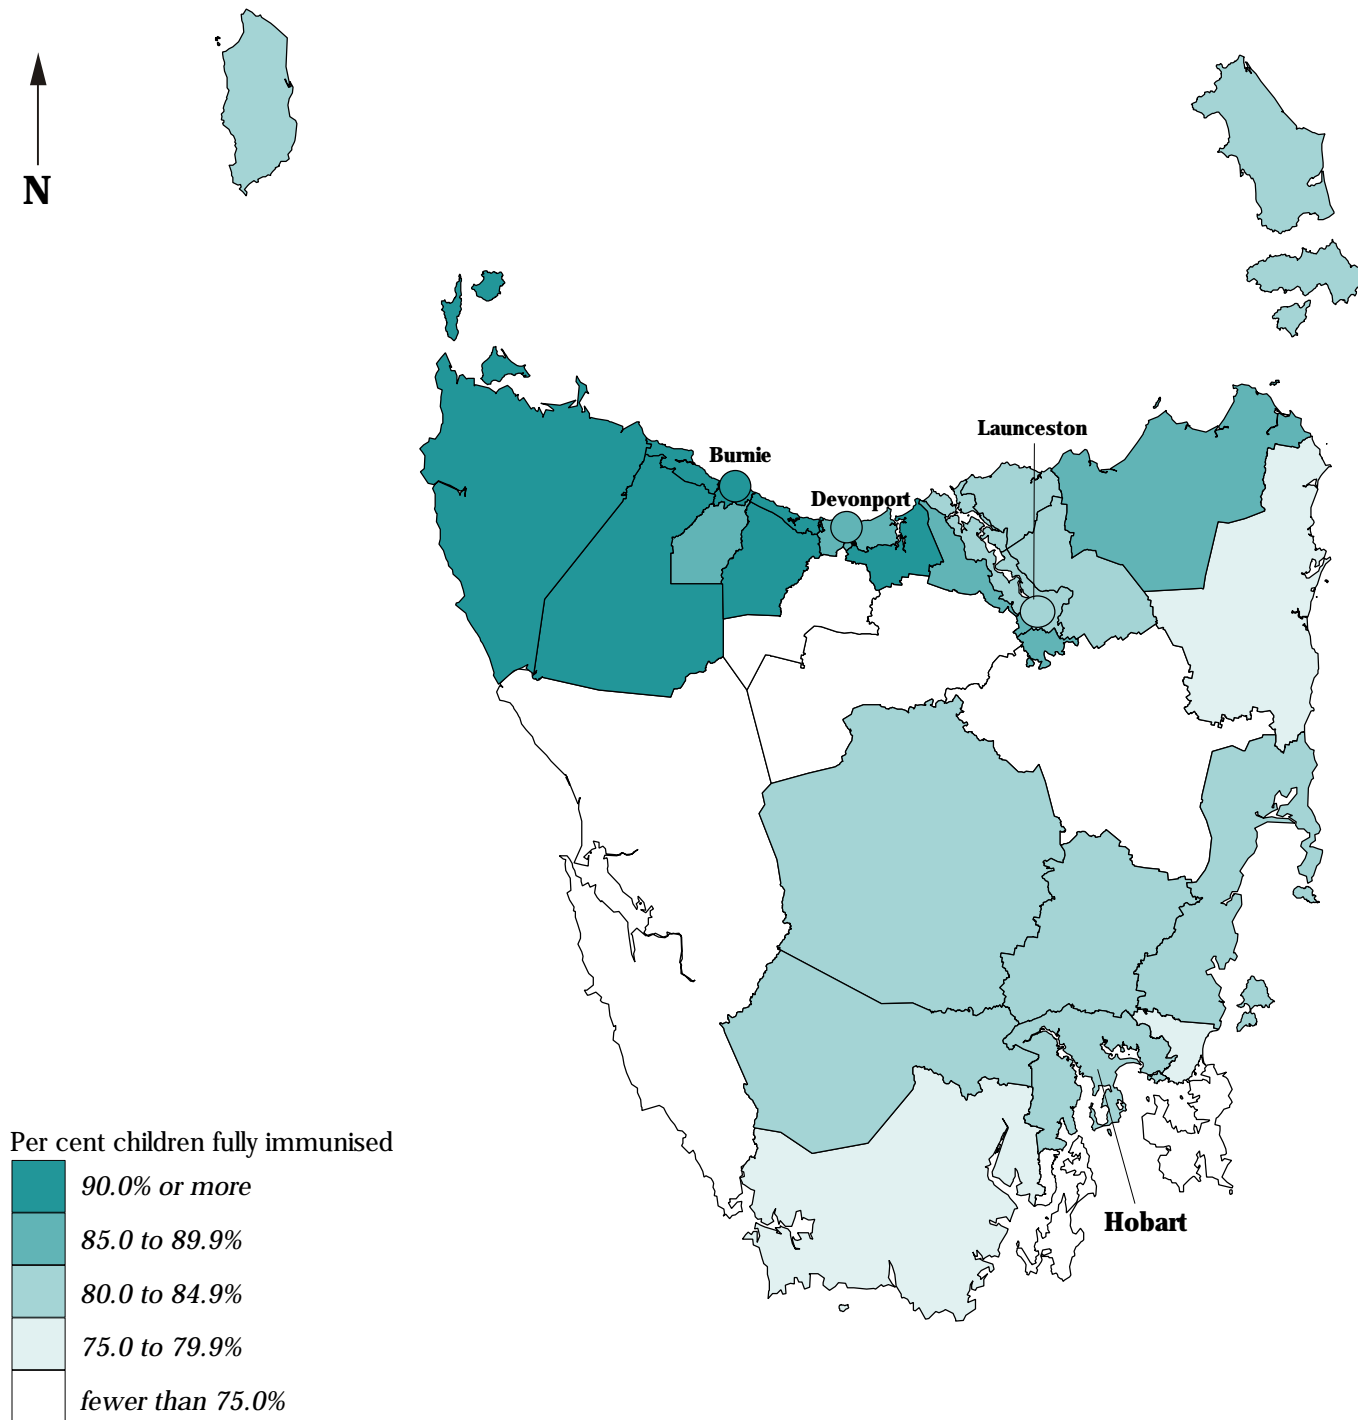 N
Launceston
Burnie
Devonport
Hobart
Per cent children fully immunised
90.0% or more
85.0 to 89.9%
80.0 to 84.9%
75.0 to 79.9%
fewer than 75.0%